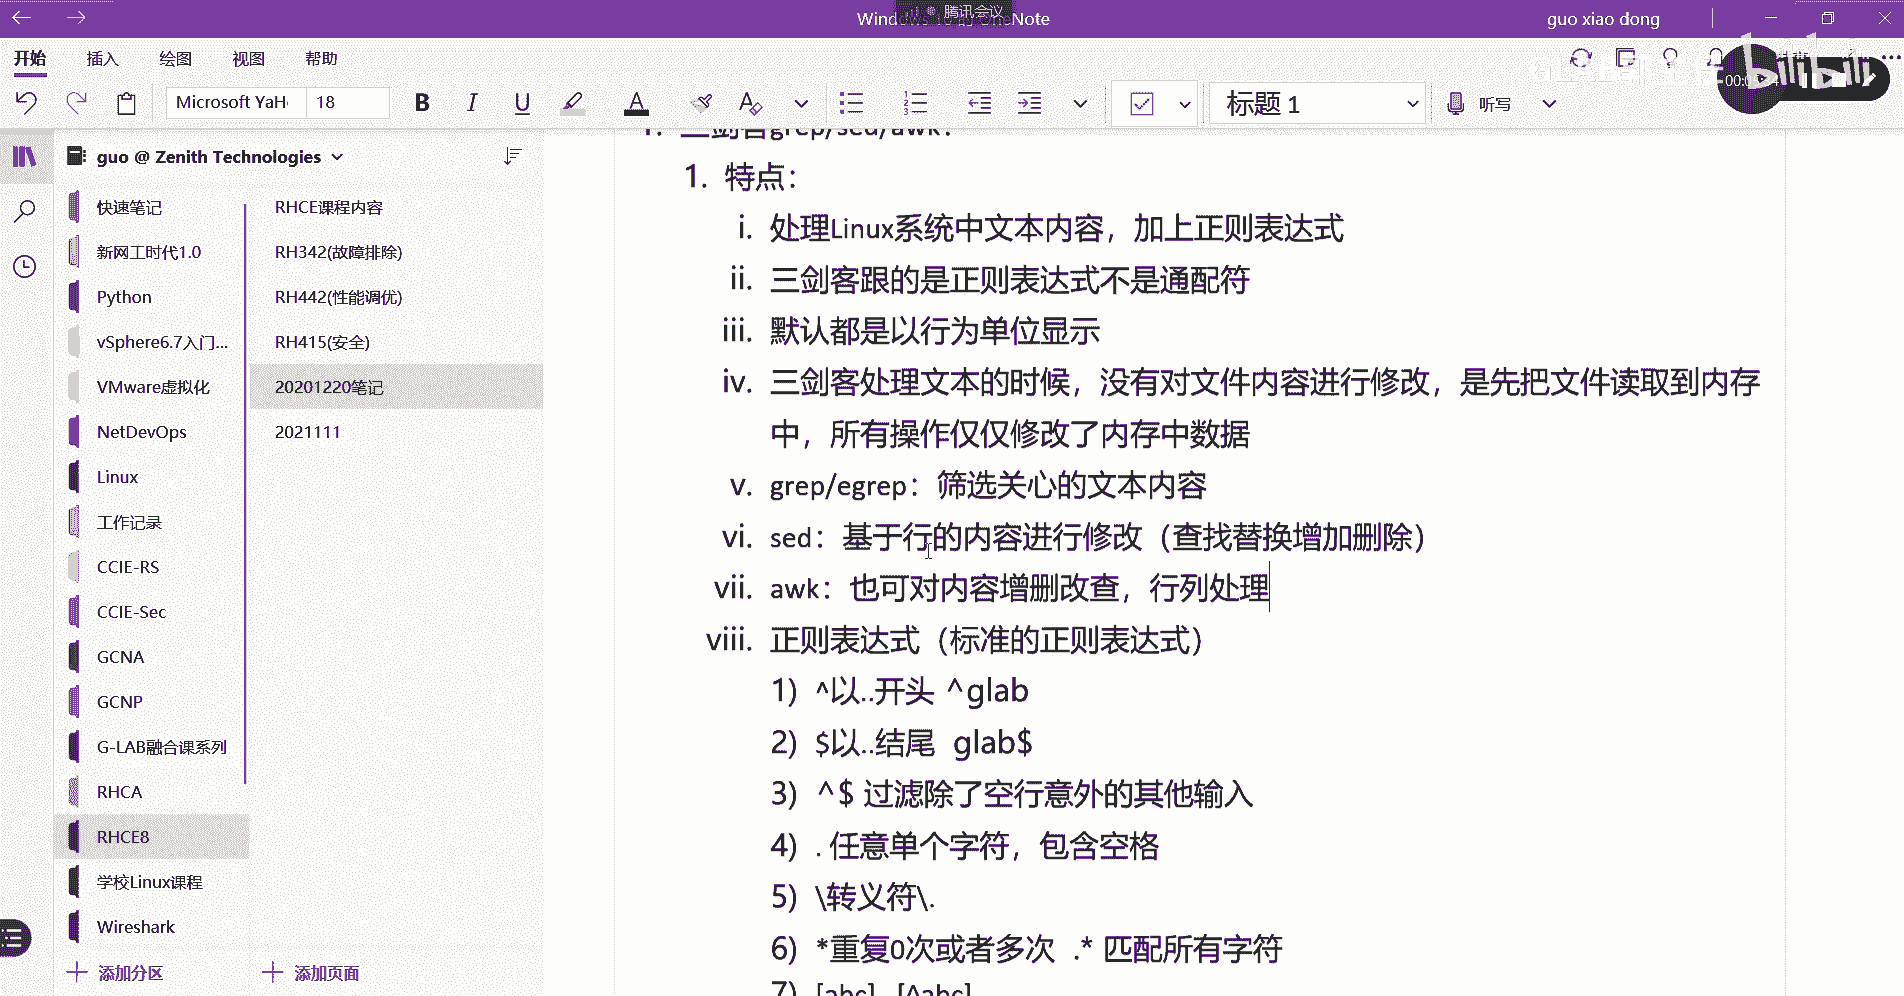 腾讯会议
guo xiao dong
开始 插入 绘图 视图 帮助
bilibili
18
标题 1
听写
guo @ Zenith Technologies
快速笔记
新网工时代1.0
Python
vSphere6.7入门...
VMware虚拟化
NetDevOps
Linux
工作记录
CCIE-RS
CCIE-Sec
GCNA
GCNP
G-LAB融合课系列
RHCA
RHCE8
学校Linux课程
Wireshark
添加分区
RHCE课程内容
RH342(故障排除)
RH442(性能调优)
RH415(安全)
20201220笔记
2021111
添加页面
三剑客grep/sed/awk:
1. 特点:
i. 处理Linux系统中文本内容，加上正则表达式
ii. 三剑客跟的是正则表达式不是通配符
iii. 默认都是以行为单位显示
iv. 三剑客处理文本的时候，没有对文件内容进行修改，是先把文件读取到内存
中，所有操作仅仅修改了内存中数据
v. grep/egrep：筛选关心的文本内容
vi. sed：基于行的内容进行修改（查找替换增加删除）
vii. awk：也可对内容增删改查，行列处理
viii. 正则表达式（标准的正则表达式）
1) ^以..开头 ^glab
2) $以..结尾 glab$
3) ^$ 过滤除了空行意外的其他输入
4) . 任意单个字符，包含空格
5) \转义符\.
6) *重复0次或者多次 .* 匹配所有字符
7) [abc] [^abc]